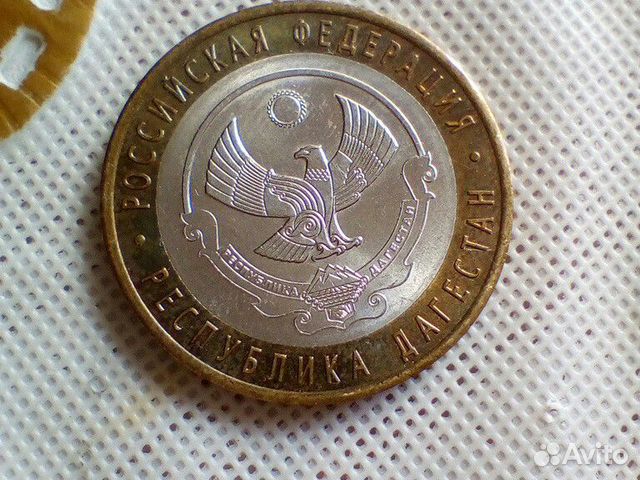 • РОССИЙСКАЯ ФЕДЕРАЦИЯ •
РЕСПУБЛИКА ДАГЕСТАН
РЕСПУБЛИКА ДАГЕСТАН
Avito